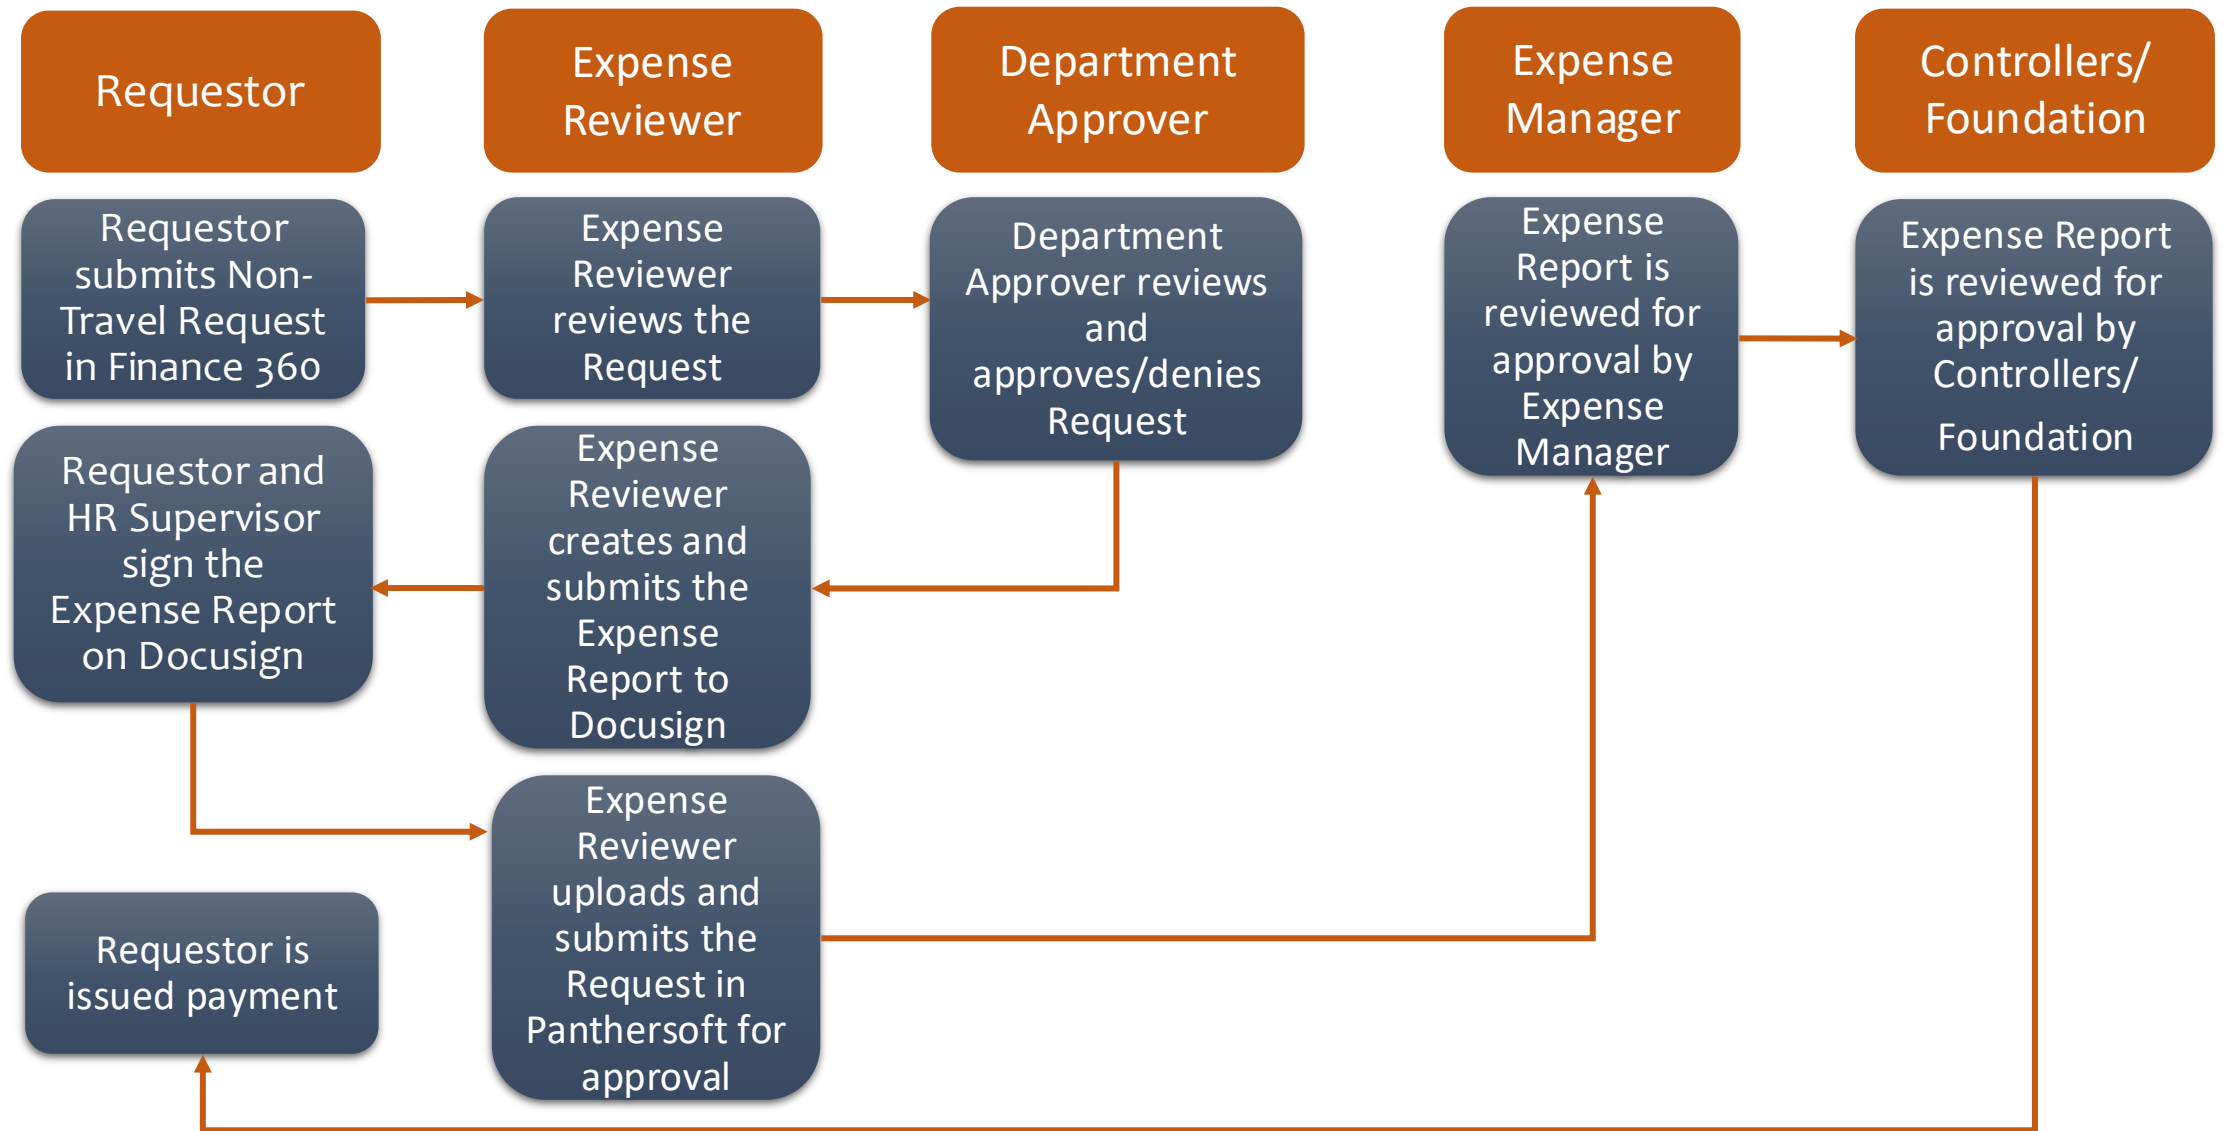 Requestor
Expense
Reviewer
Department
Approver
Expense
Manager
Controllers/
Foundation
Requestor
submits Non-
Travel Request
in Finance 360
Expense
Reviewer
reviews the
Request
Department
Approver reviews
and
approves/denies
Request
Expense
Report is
reviewed for
approval by
Expense
Manager
Expense Report
is reviewed for
approval by
Controllers/
Foundation
Requestor and
HR Supervisor
sign the
Expense Report
on Docusign
Expense
Reviewer
creates and
submits the
Expense
Report to
Docusign
Expense
Reviewer
uploads and
submits the
Request in
Panthersoft for
approval
Requestor is
issued payment